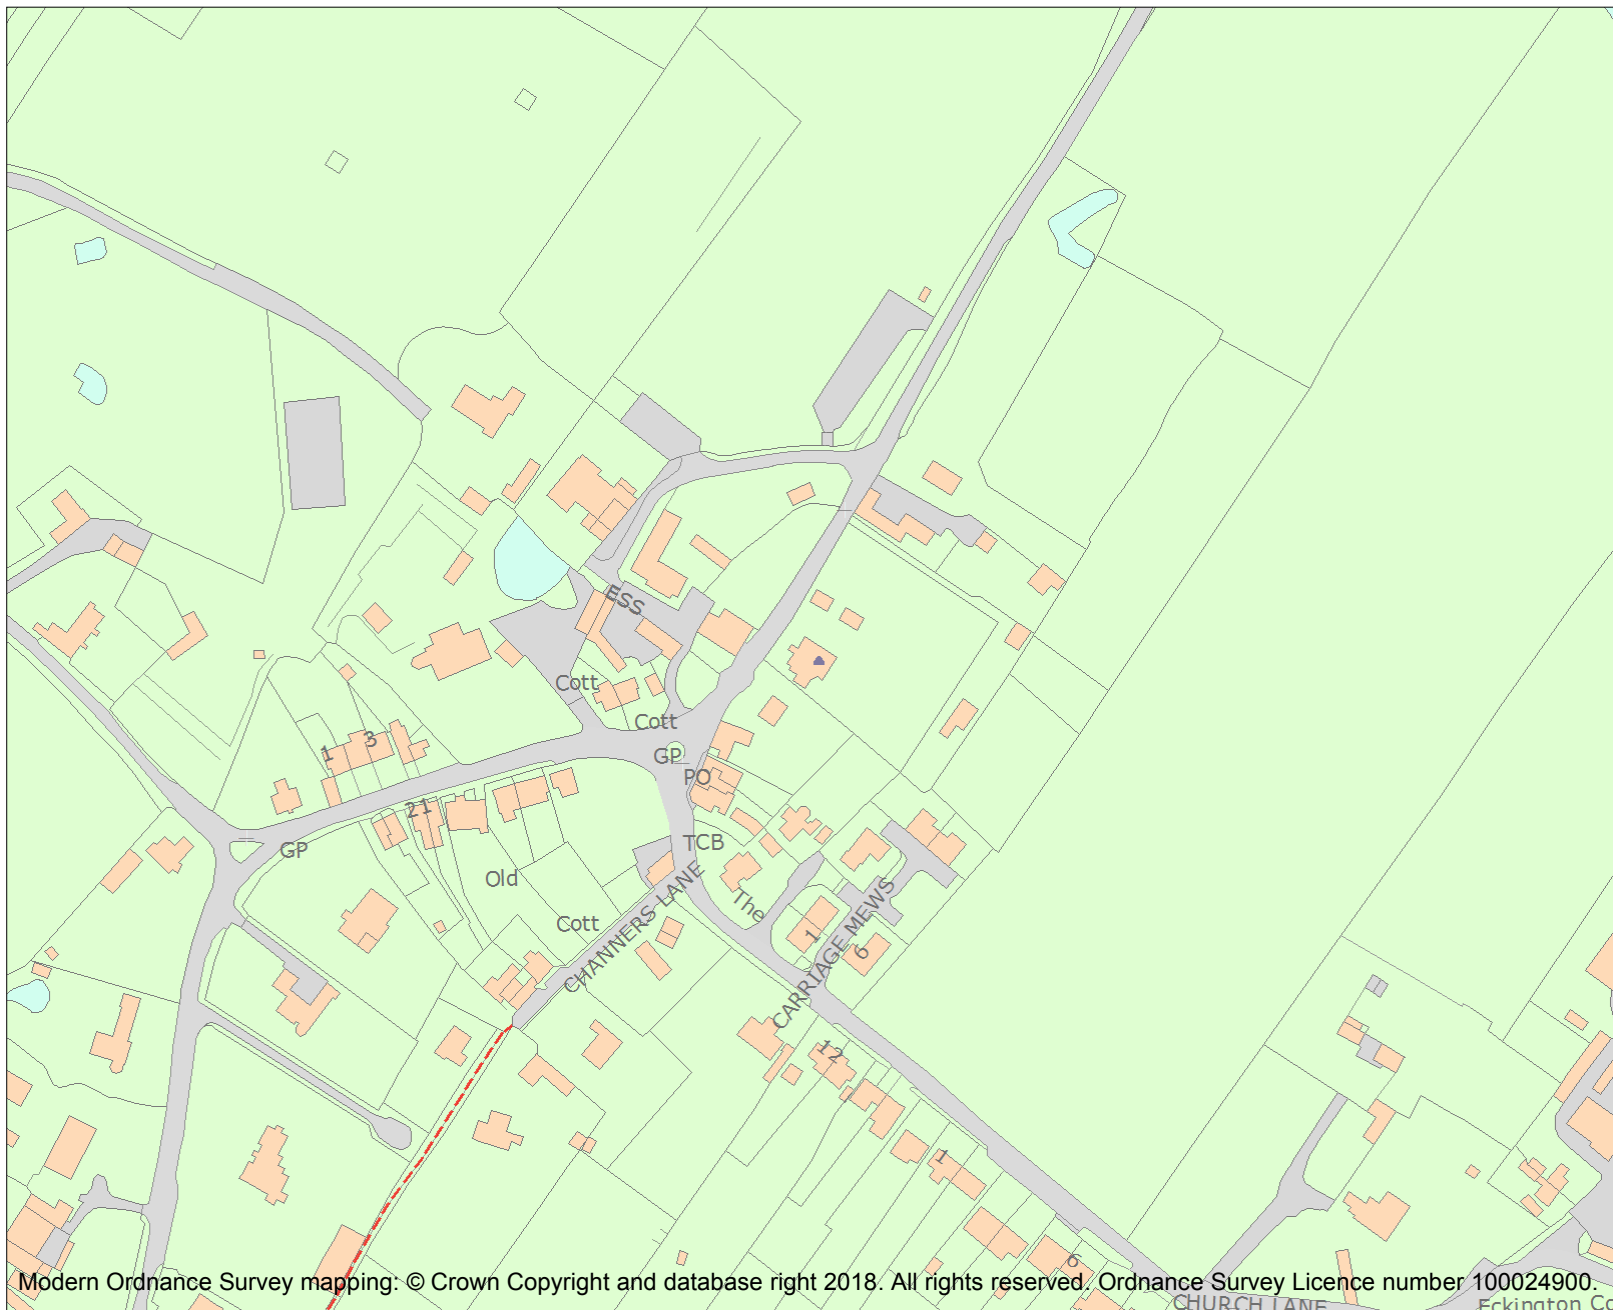 ESS
Cott
Cott
GP
PO
1
3
21
GP
TCB
Old
Cott
CHANNERS LANE
The
1
6
CARRIAGE MEWS
12
1
6
Modern Ordnance Survey mapping: © Crown Copyright and database right 2018. All rights reserved. Ordnance Survey Licence number 100024900.
CHURCH LANE
Eckington Co